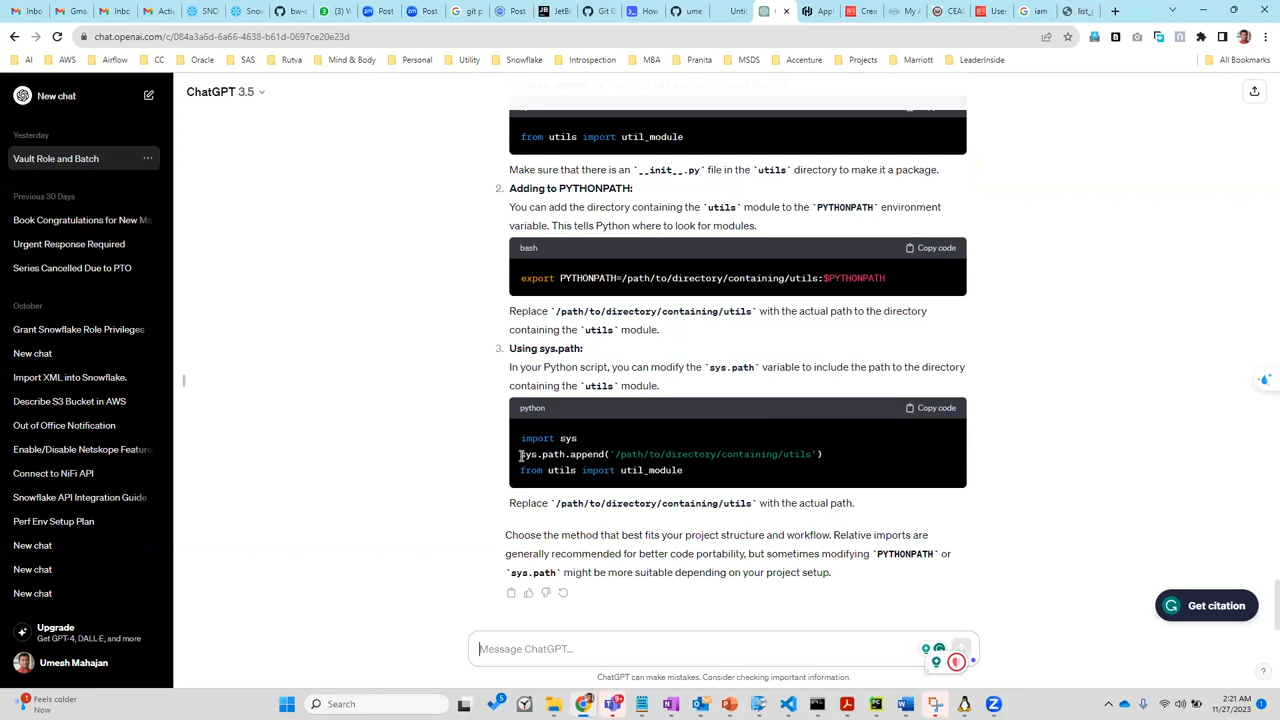 chat.openai.com/c/084a3a6d-6a66-4638-b61d-0697ce20e23d
AI AWS Airflow CC Oracle SAS Rutva Mind & Body Personal Utility Snowflake Introspection MBA Pranita MSDS Accenture Projects Marriott LeaderInside All Bookmarks
New chat
Yesterday
Vault Role and Batch
Previous 30 Days
Book Congratulations for New Ma
Urgent Response Required
Series Cancelled Due to PTO
October
Grant Snowflake Role Privileges
New chat
Import XML into Snowflake.
Describe S3 Bucket in AWS
Out of Office Notification
Enable/Disable Netskope Feature
Connect to NiFi API
Snowflake API Integration Guide
Perf Env Setup Plan
New chat
New chat
New chat
Upgrade
Get GPT-4, DALL·E, and more
Umesh Mahajan
ChatGPT 3.5
from utils import util_module
Make sure that there is an `__init__.py` file in the `utils` directory to make it a package.
2. Adding to PYTHONPATH:
You can add the directory containing the `utils` module to the `PYTHONPATH` environment
variable. This tells Python where to look for modules.
bash Copy code
export PYTHONPATH=/path/to/directory/containing/utils:$PYTHONPATH
Replace `/path/to/directory/containing/utils` with the actual path to the directory
containing the `utils` module.
3. Using sys.path:
In your Python script, you can modify the `sys.path` variable to include the path to the directory
containing the `utils` module.
python Copy code
import sys
sys.path.append('/path/to/directory/containing/utils')
from utils import util_module
Replace `/path/to/directory/containing/utils` with the actual path.
Choose the method that best fits your project structure and workflow. Relative imports are
generally recommended for better code portability, but sometimes modifying `PYTHONPATH` or
`sys.path` might be more suitable depending on your project setup.
Get citation
Message ChatGPT...
ChatGPT can make mistakes. Consider checking important information.
?
Feels colder
Now
Search
2:21 AM
11/27/2023